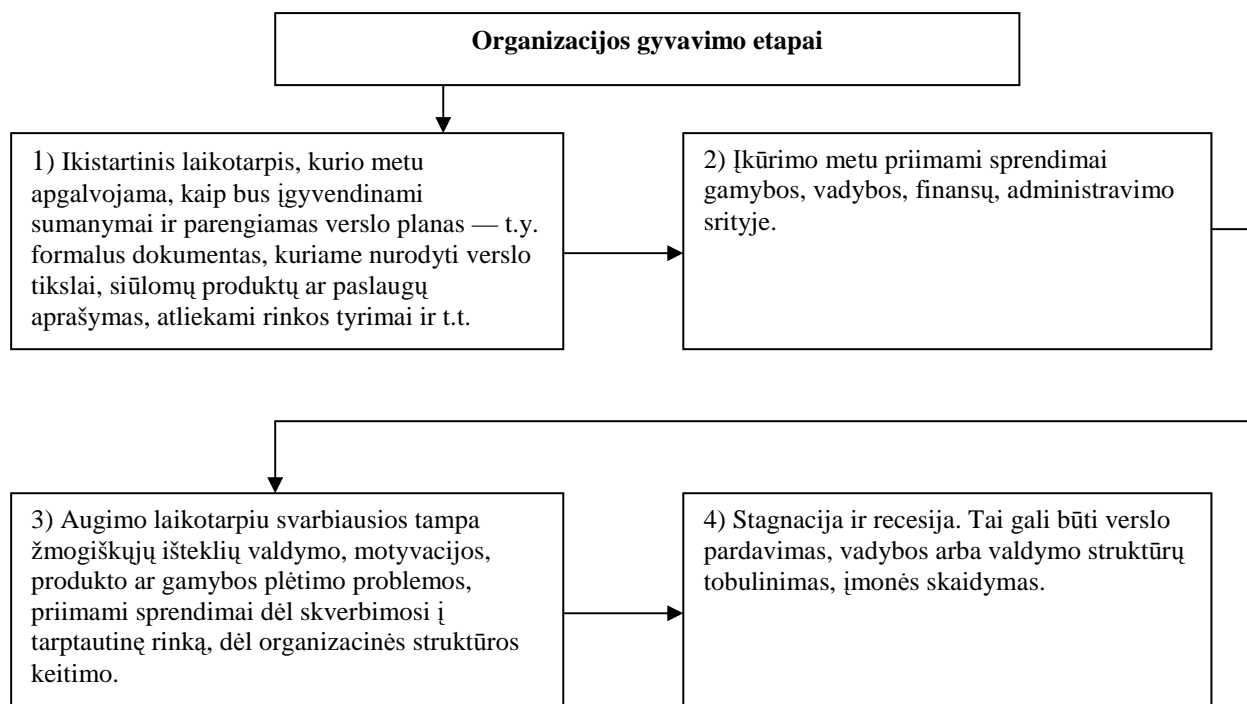 Organizacijos gyvavimo etapai
1) Ikistartinis laikotarpis, kurio metu
apgalvojama, kaip bus įgyvendinami
sumanymai ir parengiamas verslo planas — t.y.
formalus dokumentas, kuriame nurodyti verslo
tikslai, siūlomų produktų ar paslaugų
aprašymas, atliekami rinkos tyrimai ir t.t.
2) Įkūrimo metu priimami sprendimai
gamybos, vadybos, finansų, administravimo
srityje.
3) Augimo laikotarpiu svarbiausios tampa
žmogiškųjų išteklių valdymo, motyvacijos,
produkto ar gamybos plėtimo problemos,
priimami sprendimai dėl skverbimosi į
tarptautinę rinką, dėl organizacinės struktūros
keitimo.
4) Stagnacija ir recesija. Tai gali būti verslo
pardavimas, vadybos arba valdymo struktūrų
tobulinimas, įmonės skaidymas.